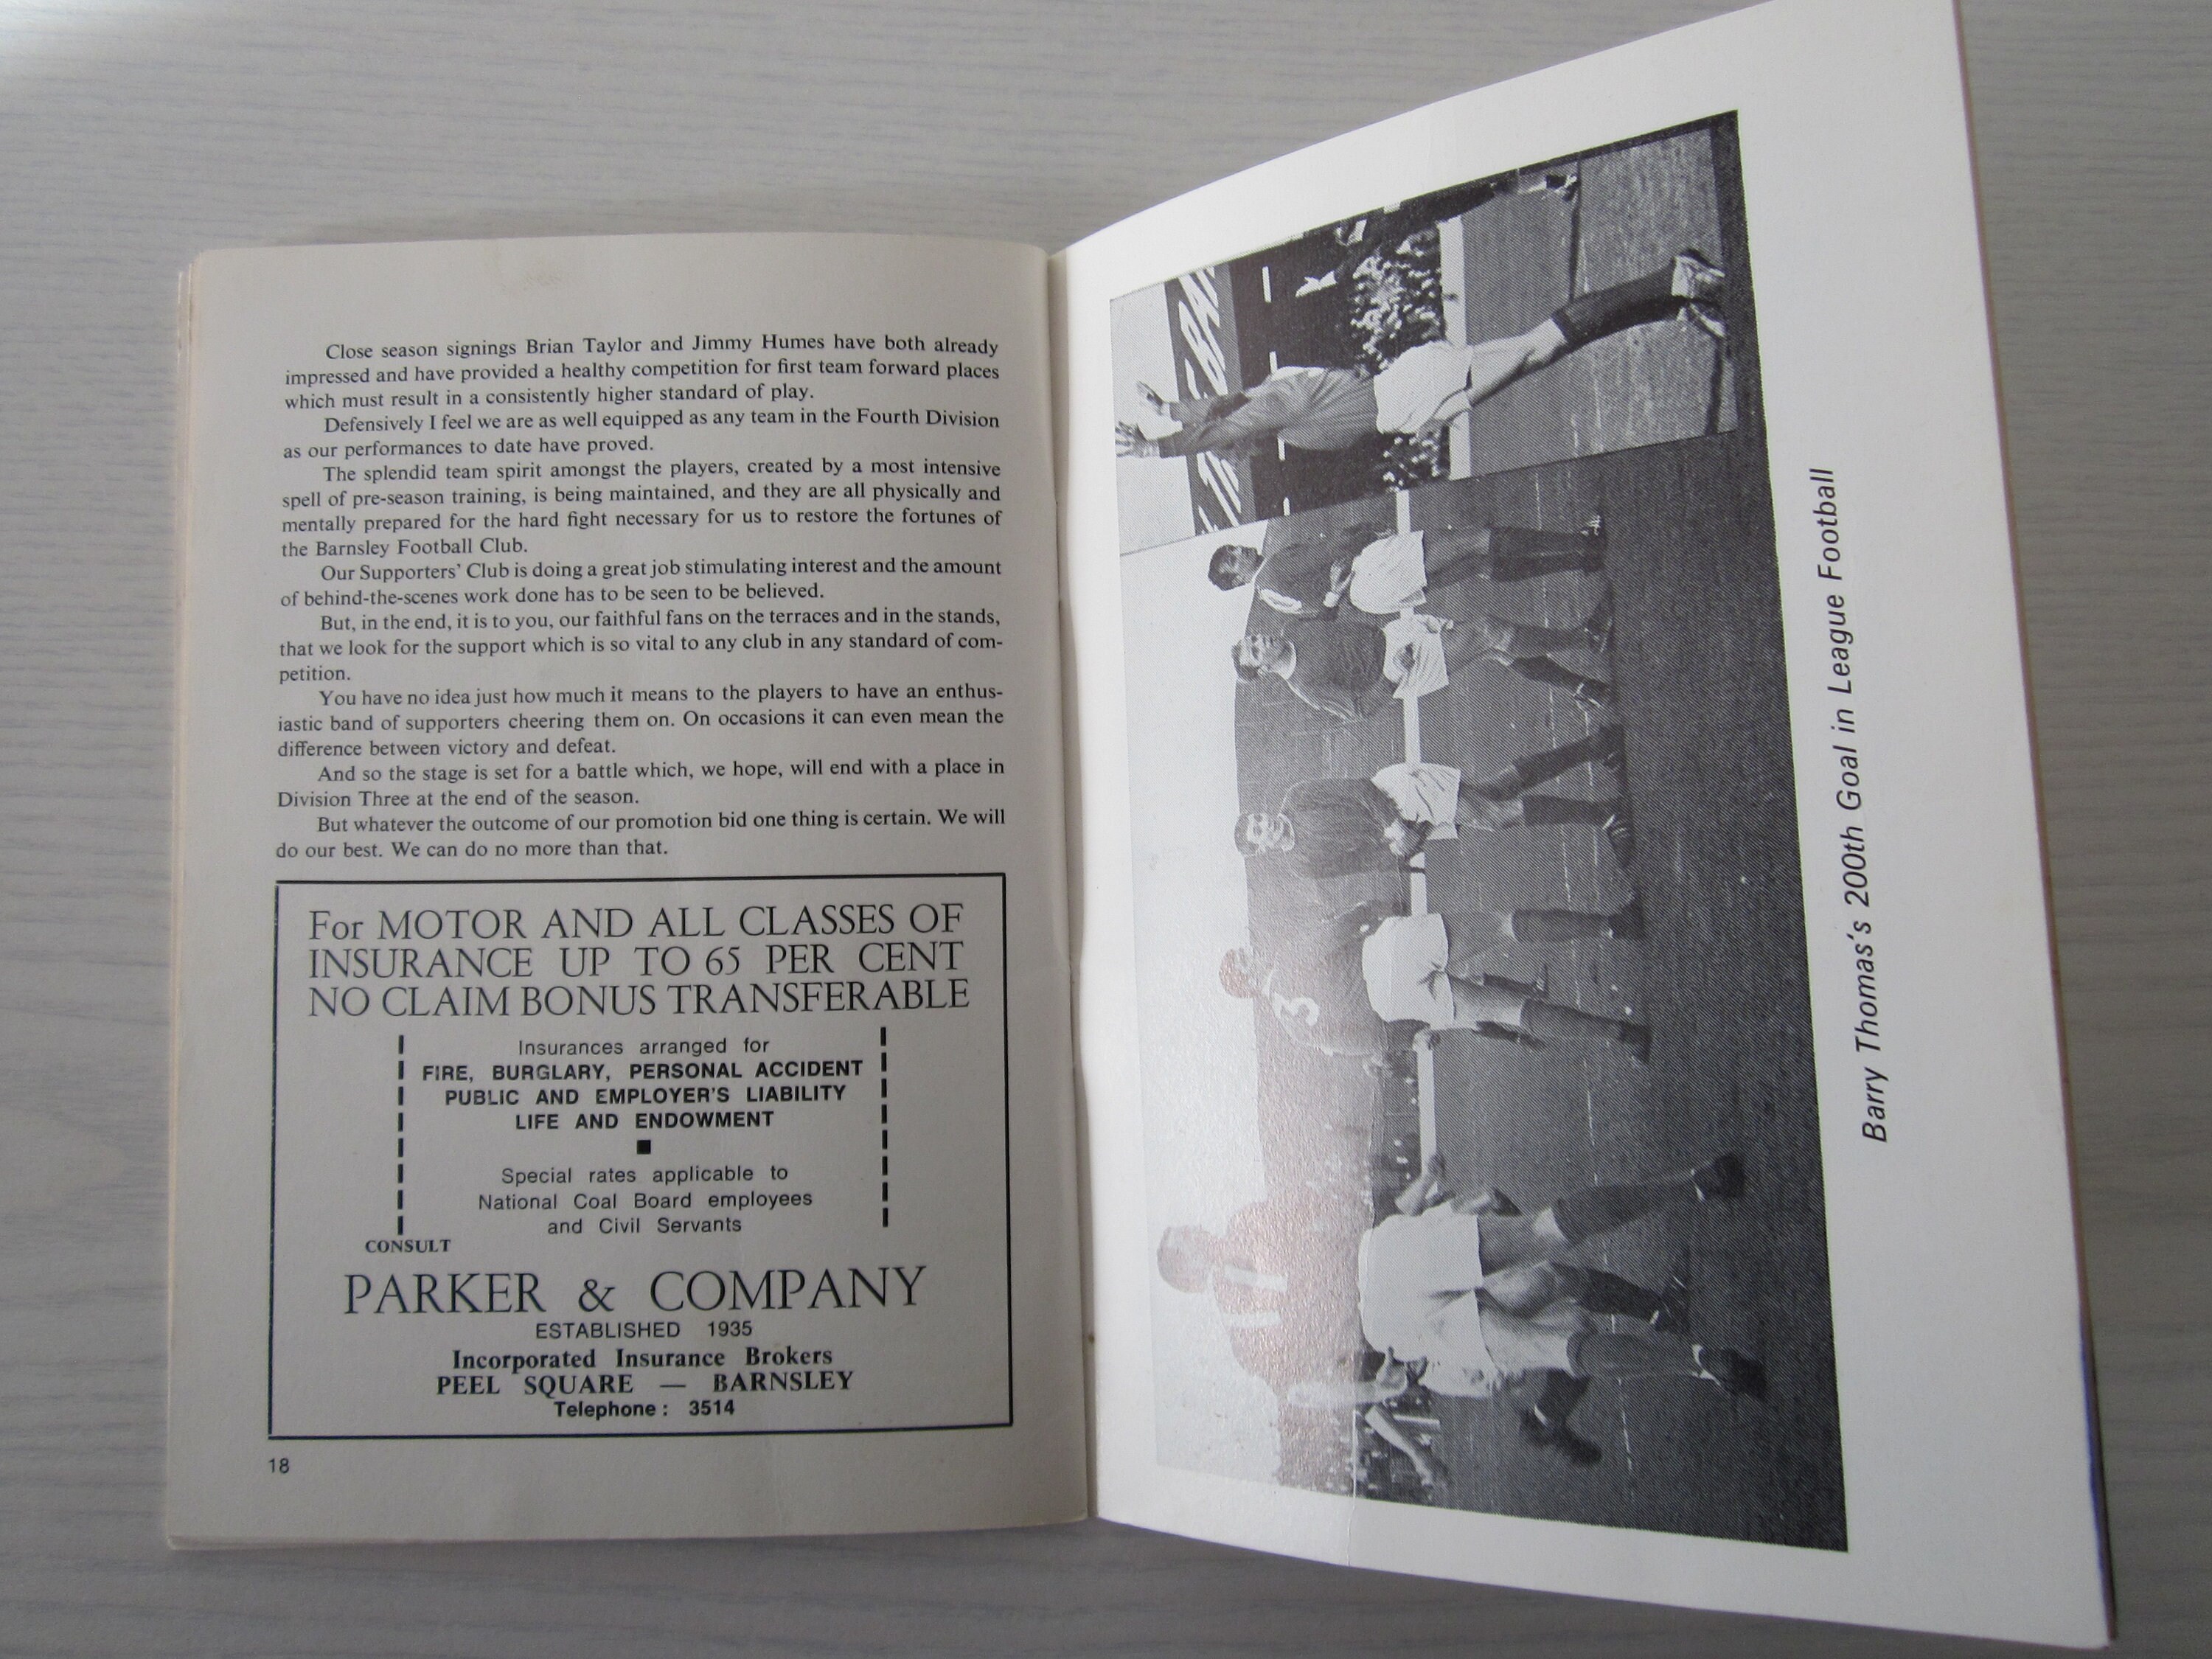 Close season signings Brian Taylor and Jimmy Humes have both already
impressed and have provided a healthy competition for first team forward places
which must result in a consistently higher standard of play.
Defensively I feel we are as well equipped as any team in the Fourth Division
as our performances to date have proved.
The splendid team spirit amongst the players, created by a most intensive
spell of pre-season training, is being maintained, and they are all physically and
mentally prepared for the hard fight necessary for us to restore the fortunes of
the Barnsley Football Club.
Our Supporters' Club is doing a great job stimulating interest and the amount
of behind-the-scenes work done has to be seen to be believed.
But, in the end, it is to you, our faithful fans on the terraces and in the stands,
that we look for the support which is so vital to any club in any standard of com-
petition.
You have no idea just how much it means to the players to have an enthus-
iastic band of supporters cheering them on. On occasions it can even mean the
difference between victory and defeat.
And so the stage is set for a battle which, we hope, will end with a place in
Division Three at the end of the season.
But whatever the outcome of our promotion bid one thing is certain. We will
do our best. We can do no more than that.
For MOTOR AND ALL CLASSES OF
INSURANCE UP TO 65 PER CENT
NO CLAIM BONUS TRANSFERABLE
Insurances arranged for
FIRE, BURGLARY, PERSONAL ACCIDENT
PUBLIC AND EMPLOYER'S LIABILITY
LIFE AND ENDOWMENT
Special rates applicable to
National Coal Board employees
and Civil Servants
CONSULT
PARKER & COMPANY
ESTABLISHED 1935
Incorporated Insurance Brokers
PEEL SQUARE — BARNSLEY
Telephone : 3514
18
3
Barry Thomas's 200th Goal in League Football